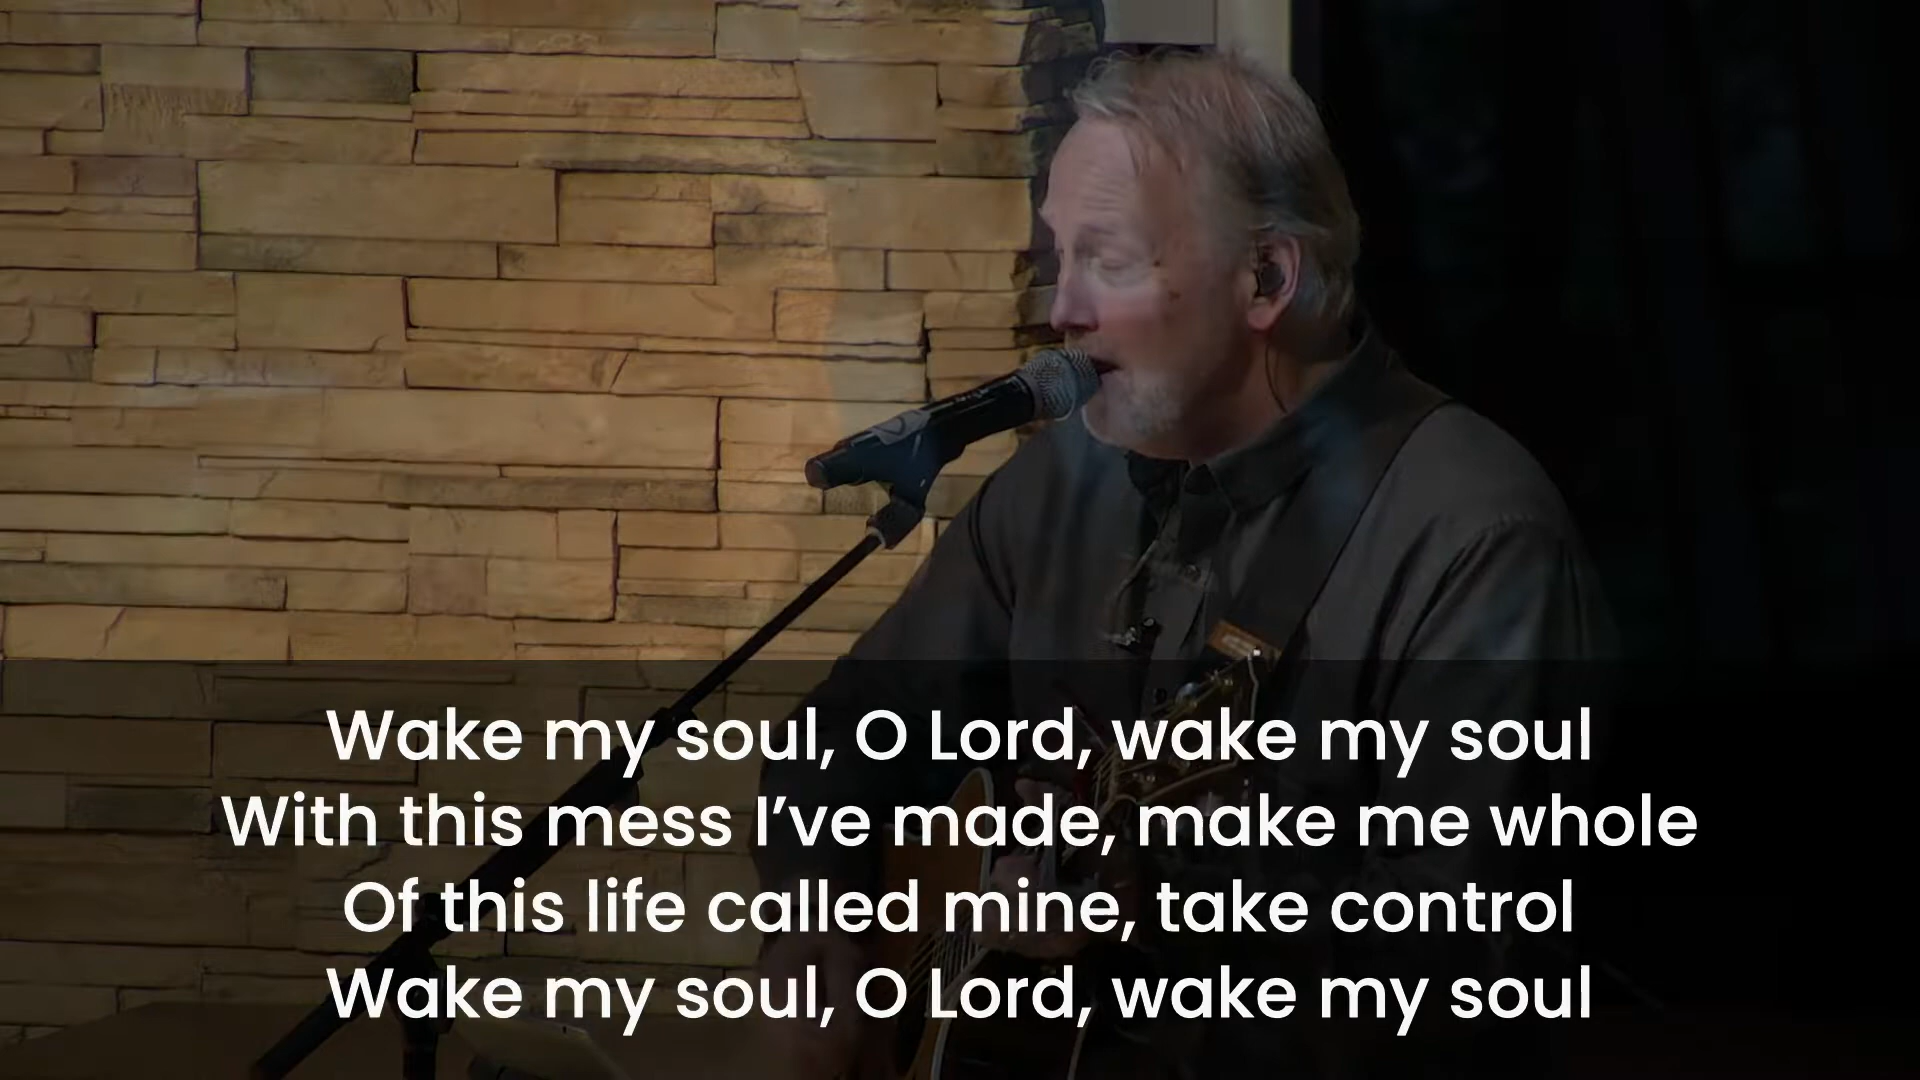 Wake my soul, O Lord, wake my soul
With this mess I’ve made, make me whole
Of this life called mine, take control
Wake my soul, O Lord, wake my soul